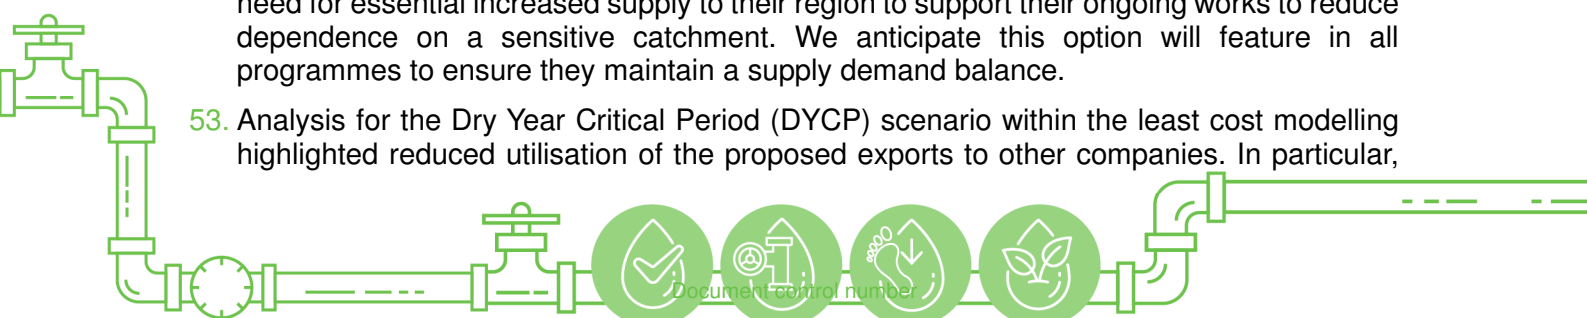 need for essential increased supply to their region to support their ongoing works to reduce
dependence on a sensitive catchment. We anticipate this option will feature in all
programmes to ensure they maintain a supply demand balance.
53. Analysis for the Dry Year Critical Period (DYCP) scenario within the least cost modelling
highlighted reduced utilisation of the proposed exports to other companies. In particular,
Document control number